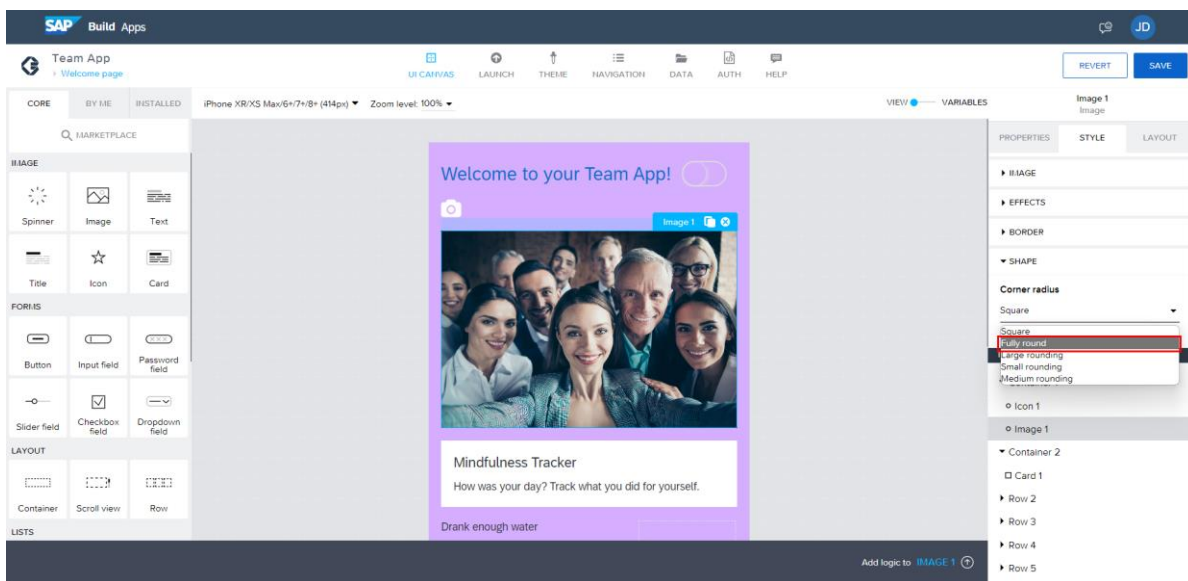 SAP Build Apps
JD
Team App
Welcome page
UI CANVAS LAUNCH THEME NAVIGATION DATA AUTH HELP
REVERT SAVE
CORE BY ME INSTALLED
iPhone XR/XS Max/6+/7+/8+ (414px) Zoom level: 100%
VIEW VARIABLES
Image 1
Image
MARKETPLACE
PROPERTIES STYLE LAYOUT
IMAGE
Spinner Image Text
Title Icon Card
FORMS
Button Input field Password field
Slider field Checkbox field Dropdown field
LAYOUT
Container Scroll view Row
LISTS
Welcome to your Team App!
Image 1
Mindfulness Tracker
How was your day? Track what you did for yourself.
Drank enough water
Add logic to IMAGE 1
IMAGE
EFFECTS
BORDER
SHAPE
Corner radius
Square
Square
Fully round
Large rounding
Small rounding
Medium rounding
Icon 1
Image 1
Container 2
Card 1
Row 2
Row 3
Row 4
Row 5